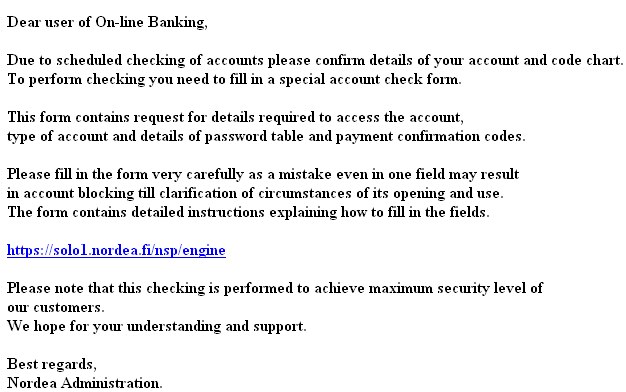 Dear user of On-line Banking,
Due to scheduled checking of accounts please confirm details of your account and code chart.
To perform checking you need to fill in a special account check form.
This form contains request for details required to access the account,
type of account and details of password table and payment confirmation codes.
Please fill in the form very carefully as a mistake even in one field may result
in account blocking till clarification of circumstances of its opening and use.
The form contains detailed instructions explaining how to fill in the fields.
https://solo1.nordea.fi/nsp/engine
Please note that this checking is performed to achieve maximum security level of
our customers.
We hope for your understanding and support.
Best regards,
Nordea Administration.